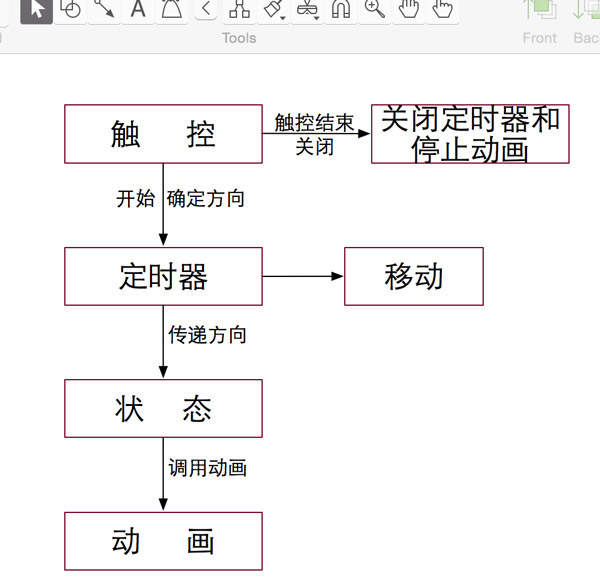 A
Tools
Front
Bac
触 控
触控结束
关闭
关闭定时器和
停止动画
开始 确定方向
定时器
移动
传递方向
状 态
调用动画
动 画